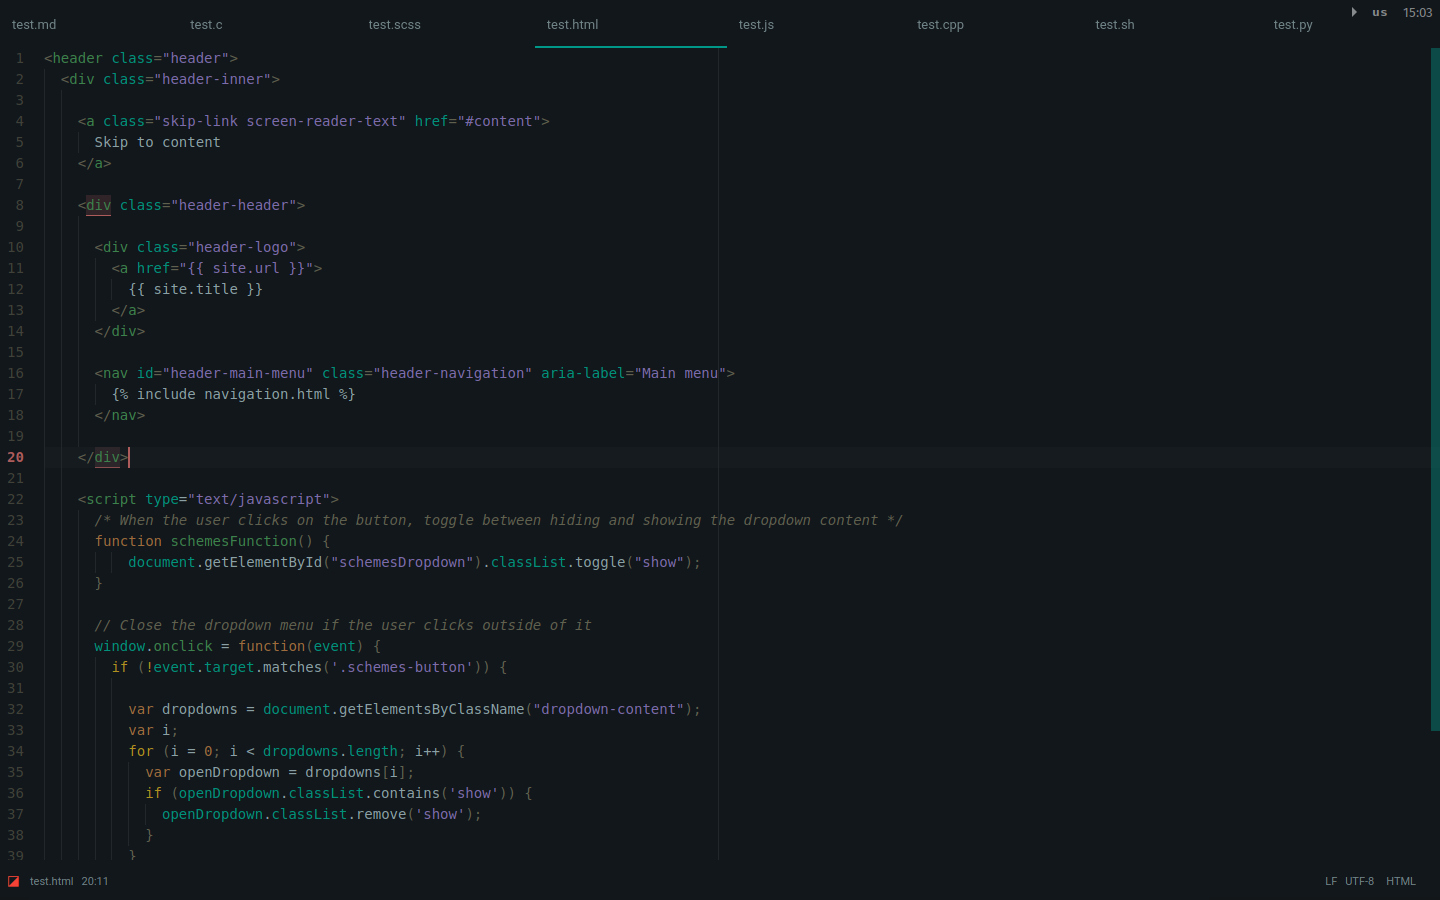 test.md test.c test.scss test.html test.js test.cpp test.sh test.py us 15:03
1 <header class="header">
2   <div class="header-inner">
3
4     <a class="skip-link screen-reader-text" href="#content">
5       Skip to content
6     </a>
7
8     <div class="header-header">
9
10       <div class="header-logo">
11         <a href="{{ site.url }}">
12           {{ site.title }}
13         </a>
14       </div>
15
16       <nav id="header-main-menu" class="header-navigation" aria-label="Main menu">
17         {% include navigation.html %}
18       </nav>
19
20     </div>
21
22     <script type="text/javascript">
23       /* When the user clicks on the button, toggle between hiding and showing the dropdown content */
24       function schemesFunction() {
25           document.getElementById("schemesDropdown").classList.toggle("show");
26       }
27
28       // Close the dropdown menu if the user clicks outside of it
29       window.onclick = function(event) {
30         if (!event.target.matches('.schemes-button')) {
31
32           var dropdowns = document.getElementsByClassName("dropdown-content");
33           var i;
34           for (i = 0; i < dropdowns.length; i++) {
35             var openDropdown = dropdowns[i];
36             if (openDropdown.classList.contains('show')) {
37               openDropdown.classList.remove('show');
38             }
39           }
test.html 20:11 LF UTF-8 HTML